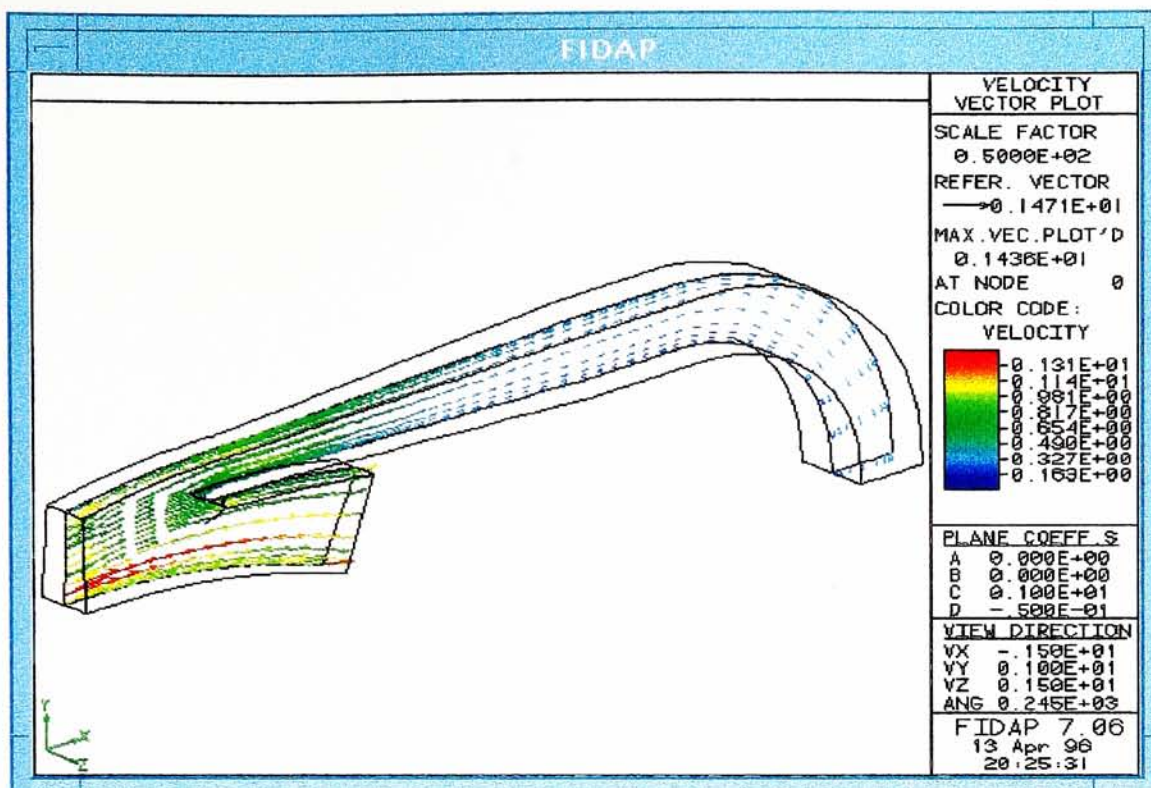 FIDAP
VELOCITY
VECTOR PLOT
SCALE FACTOR
0.5000E+02
REFER. VECTOR
0.1471E+01
MAX.VEC.PLOT'D
0.1436E+01
AT NODE 0
COLOR CODE:
VELOCITY
0.131E+01
0.114E+01
0.981E+00
0.817E+00
0.654E+00
0.490E+00
0.327E+00
0.163E+00
PLANE COEFF.S
A 0.000E+00
B 0.000E+00
C 0.100E+01
D -.500E-01
VIEW DIRECTION
VX -.150E+01
VY 0.100E+01
VZ 0.150E+01
ANG 0.245E+03
FIDAP 7.06
13 Apr 96
20:25:31
Y
X
Z